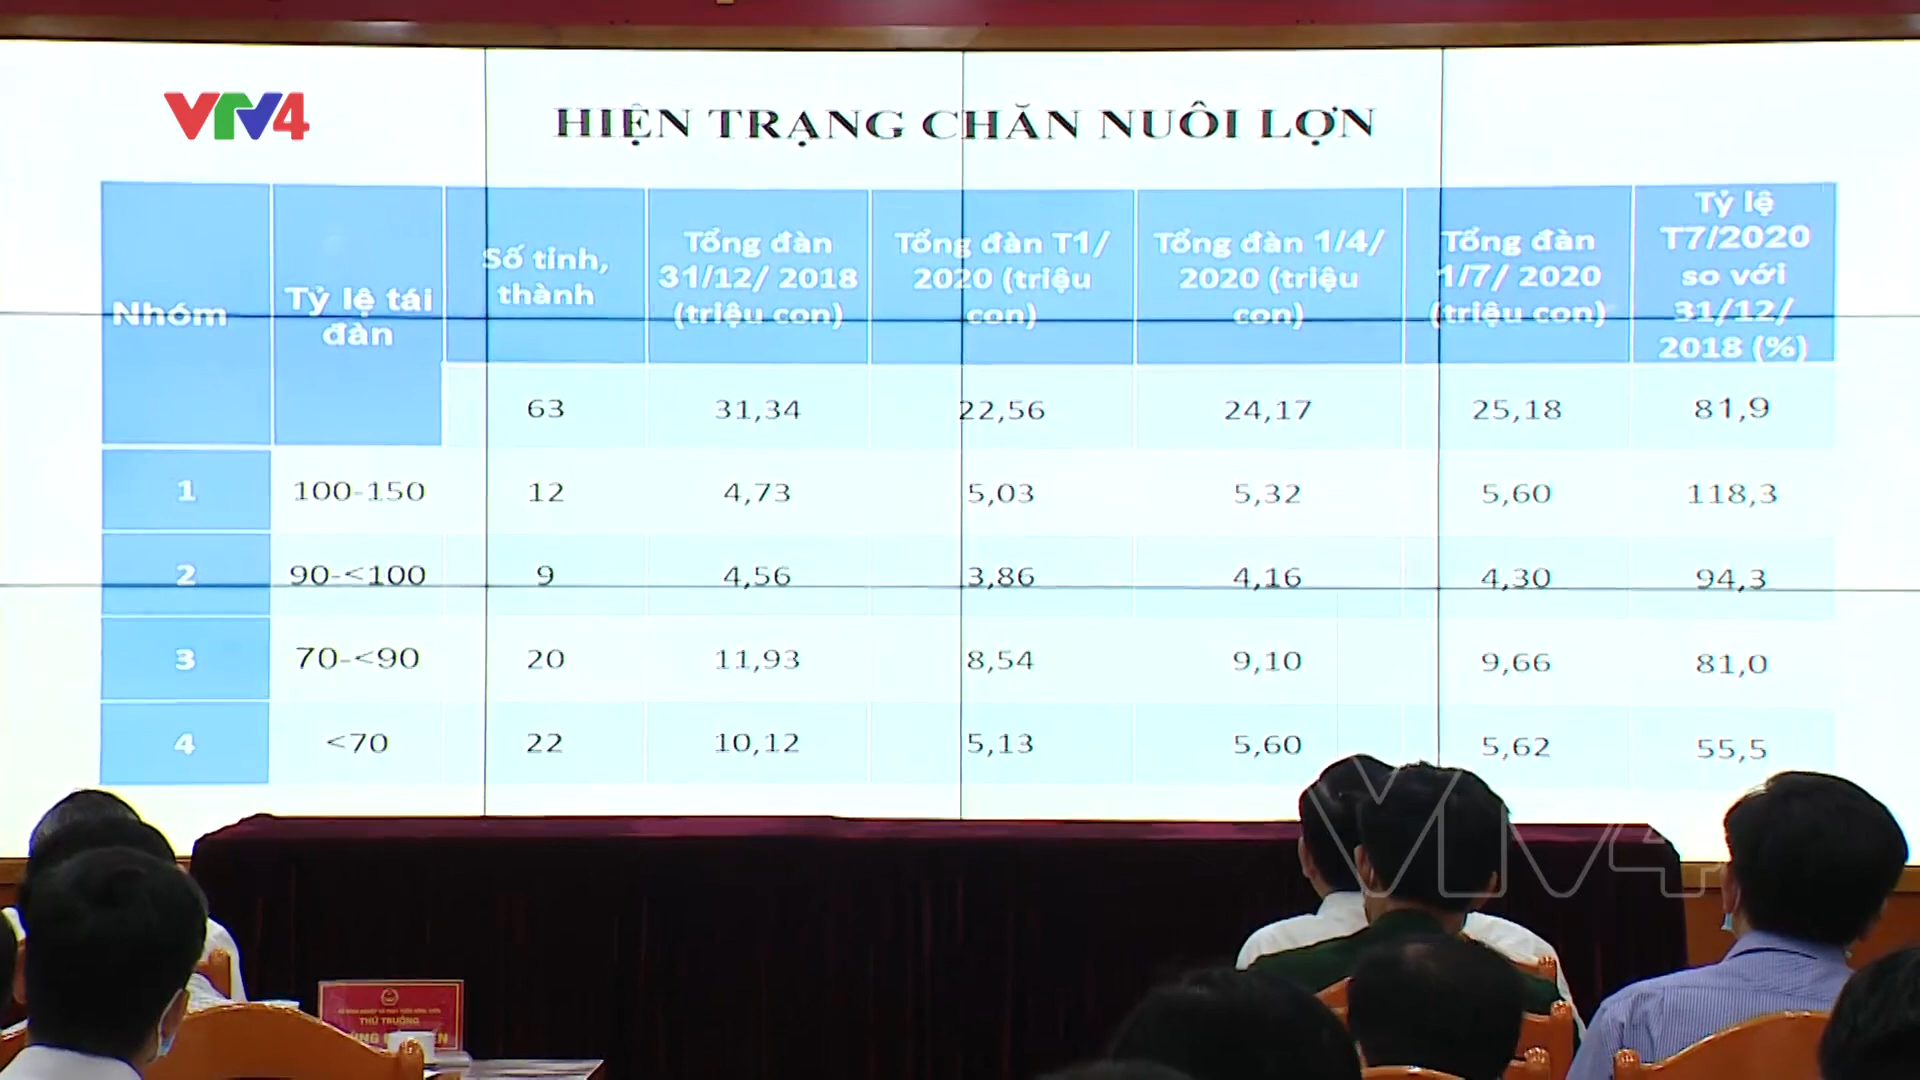 VTV4
HIỆN TRẠNG CHĂN NUÔI LỢN
Nhóm
Tỷ lệ tái
đàn
Số tỉnh,
thành
Tổng đàn
31/12/ 2018
(triệu con)
Tổng đàn T1/
2020 (triệu
con)
Tổng đàn 1/4/
2020 (triệu
con)
Tổng đàn
1/7/ 2020
(triệu con)
Tỷ lệ
T7/2020
so với
31/12/
2018 (%)
63 31,34 22,56 24,17 25,18 81,9
1 100-150 12 4,73 5,03 5,32 5,60 118,3
2 90-<100 9 4,56 3,86 4,16 4,30 94,3
3 70-<90 20 11,93 8,54 9,10 9,66 81,0
4 <70 22 10,12 5,13 5,60 5,62 55,5
VTV4
THỨ TRƯỞNG